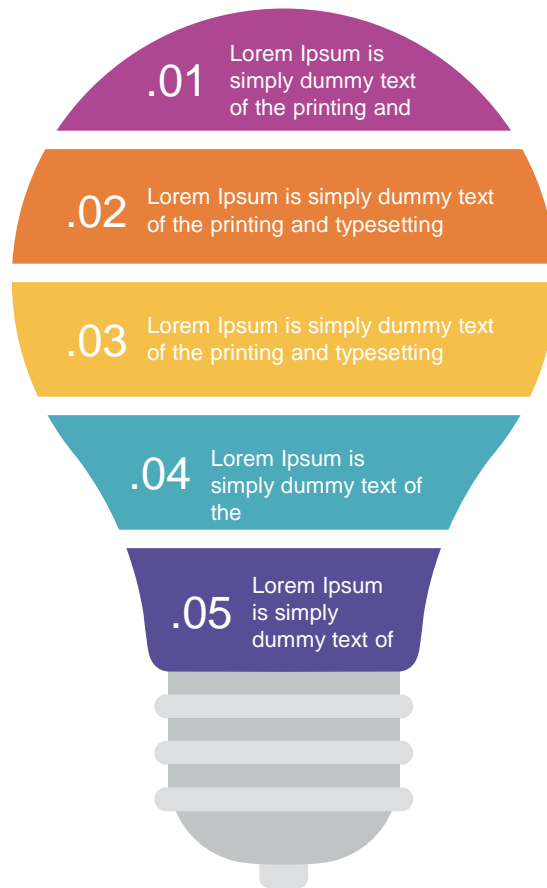 .01
Lorem Ipsum is
simply dummy text
of the printing and
.02
Lorem Ipsum is simply dummy text
of the printing and typesetting
.03
Lorem Ipsum is simply dummy text
of the printing and typesetting
.04
Lorem Ipsum is
simply dummy text of
the
.05
Lorem Ipsum
is simply
dummy text of